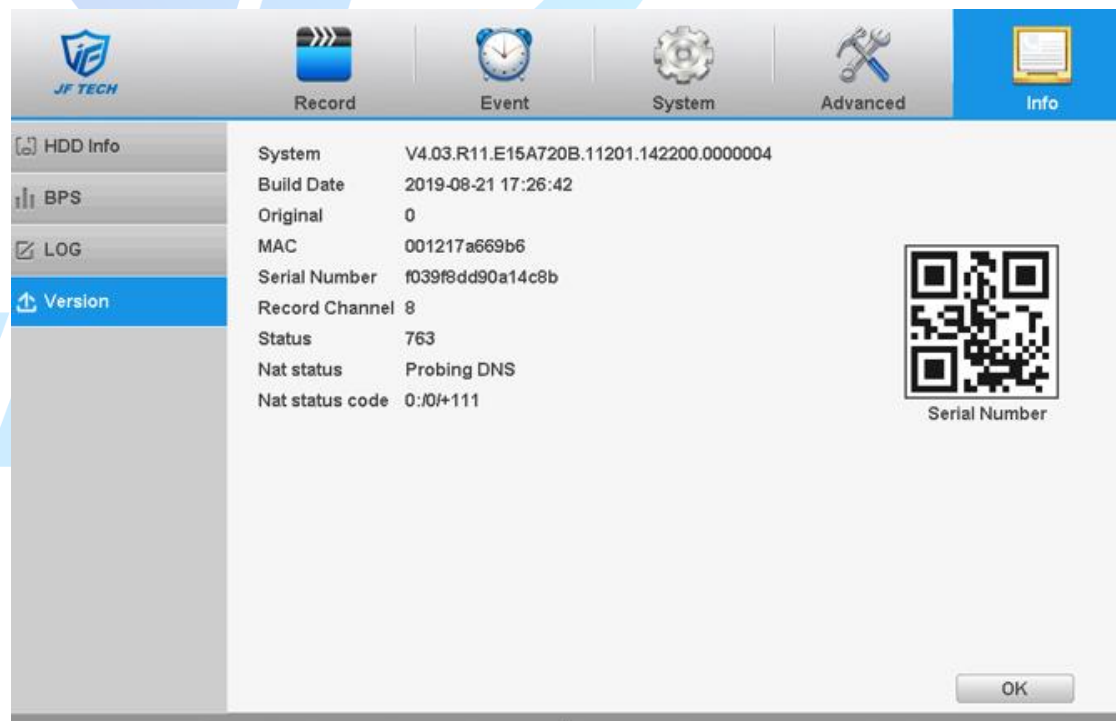 JF TECH
Record
Event
System
Advanced
Info
HDD Info
BPS
LOG
Version
System V4.03.R11.E15A720B.11201.142200.0000004
Build Date 2019-08-21 17:26:42
Original 0
MAC 001217a669b6
Serial Number f039f8dd90a14c8b
Record Channel 8
Status 763
Nat status Probing DNS
Nat status code 0:/0/+111
Serial Number
OK